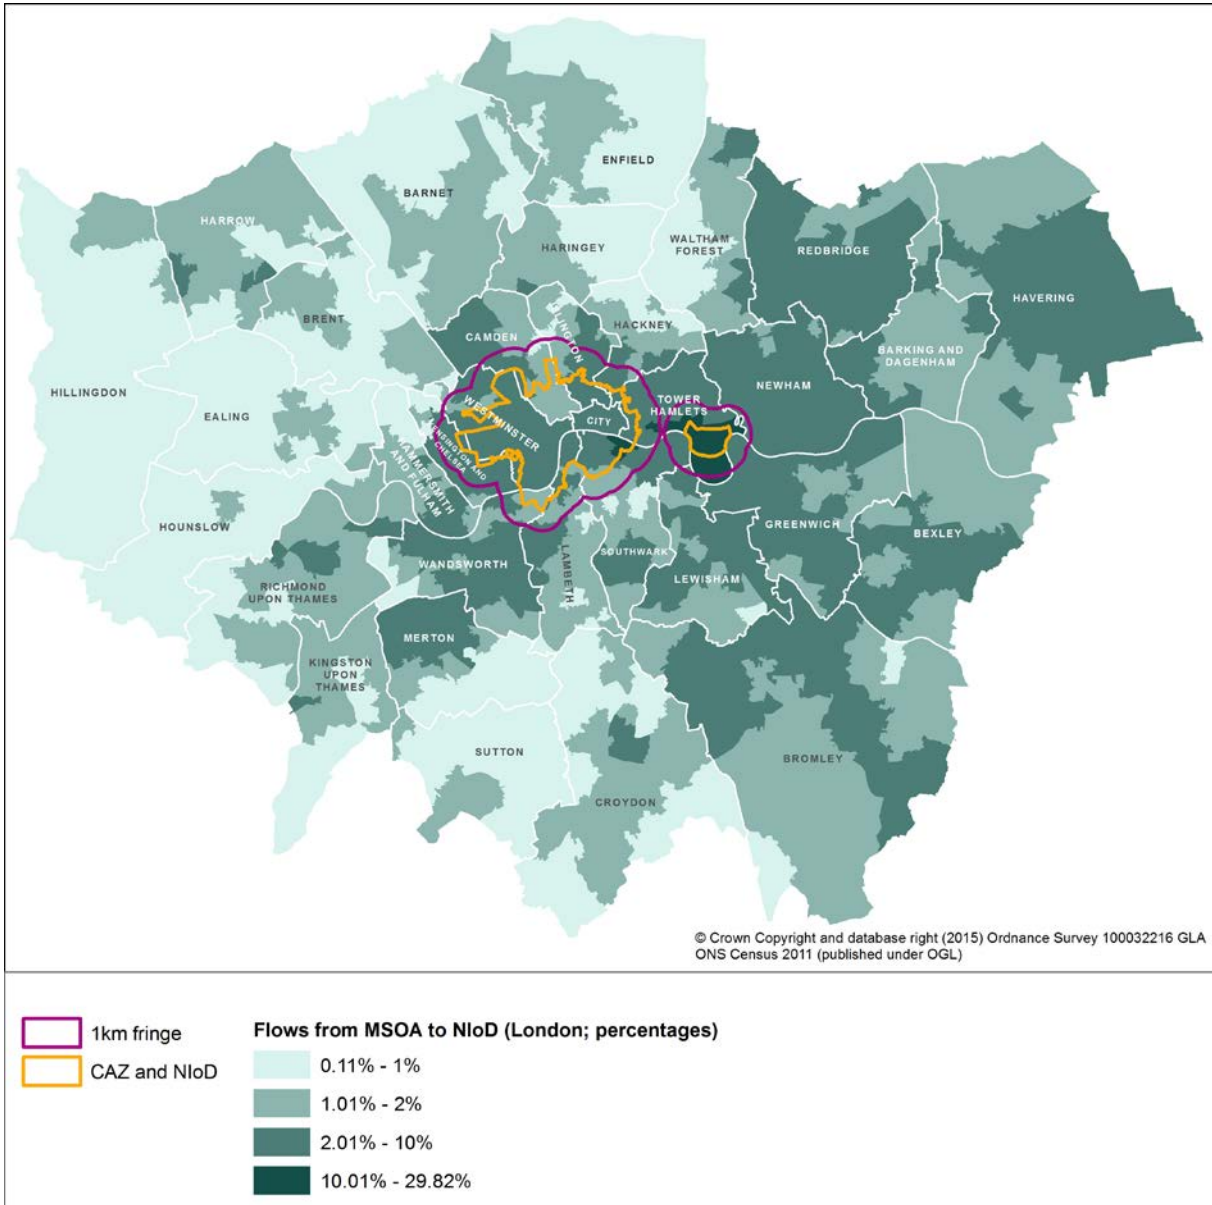 ENFIELD
BARNET
HARROW
HARINGEY
WALTHAM
FOREST
REDBRIDGE
HAVERING
BRENT
CAMDEN
ISLINGTON
HACKNEY
BARKING AND
DAGENHAM
HILLINGDON
EALING
WESTMINSTER
CITY
TOWER
HAMLETS
NEWHAM
KENSINGTON AND
CHELSEA
HAMMERSMITH
AND FULHAM
HOUNSLOW
GREENWICH
BEXLEY
RICHMOND
UPON THAMES
WANDSWORTH
LAMBETH
SOUTHWARK
LEWISHAM
MERTON
KINGSTON
UPON
THAMES
SUTTON
CROYDON
BROMLEY
© Crown Copyright and database right (2015) Ordnance Survey 100032216 GLA
ONS Census 2011 (published under OGL)
1km fringe
CAZ and NIoD
Flows from MSOA to NIoD (London; percentages)
0.11% - 1%
1.01% - 2%
2.01% - 10%
10.01% - 29.82%